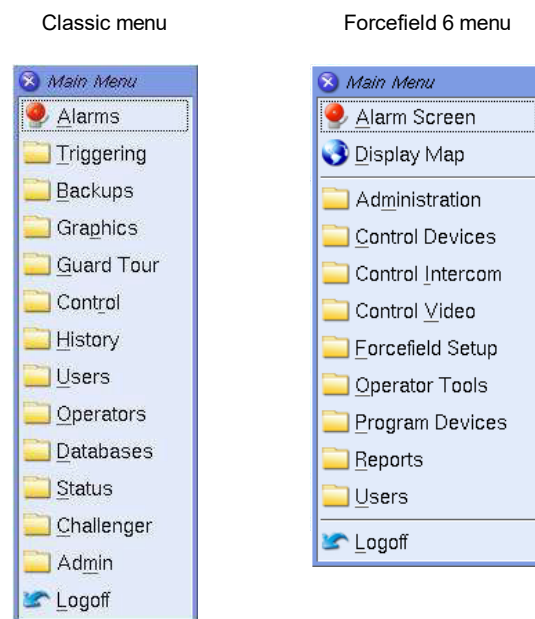 Classic menu
Main Menu
Alarms
Triggering
Backups
Graphics
Guard Tour
Control
History
Users
Operators
Databases
Status
Challenger
Admin
Logoff
Forcefield 6 menu
Main Menu
Alarm Screen
Display Map
Administration
Control Devices
Control Intercom
Control Video
Forcefield Setup
Operator Tools
Program Devices
Reports
Users
Logoff